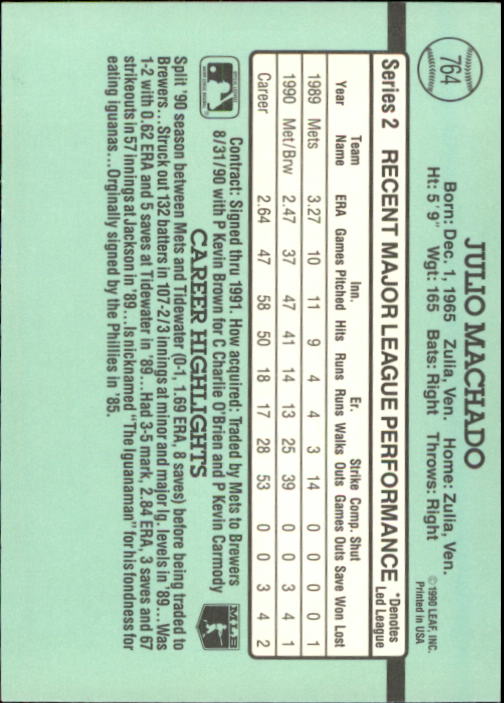 764
JULIO MACHADO
Born: Dec. 1, 1965 Zulia, Ven. Home: Zulia, Ven.
Ht: 5' 9" Wgt: 165 Bats: Right Throws: Right
©1990 LEAF, INC.
Printed in USA
Series 2 RECENT MAJOR LEAGUE PERFORMANCE *Denotes Led League
Year Team Name ERA Games Inn. Pitched Hits Runs Er. Runs Walks Strike Outs Comp. Games Shut Outs Save Won Lost
1989 Mets 3.27 10 11 9 4 4 3 14 0 0 0 0 1
1990 Met/Brw 2.47 37 47 41 14 13 25 39 0 0 3 4 1
Career 2.64 47 58 50 18 17 28 53 0 0 3 4 2
Contract: Signed thru 1991. How acquired: Traded by Mets to Brewers
8/31/90 with P Kevin Brown for C Charlie O'Brien and P Kevin Carmody
MLB
CAREER HIGHLIGHTS
Split '90 season between Mets and Tidewater (0-1, 1.69 ERA, 8 saves) before being traded to
Brewers...Struck out 132 batters in 107-2/3 innings at minor and major lg. levels in '89...Was
1-2 with 0.62 ERA and 5 saves at Tidewater in '89...Had 3-5 mark, 2.84 ERA, 3 saves and 67
strikeouts in 57 innings at Jackson in '89...Is nicknamed "The Iguanaman" for his fondness for
eating iguanas...Orginally signed by the Phillies in '85.